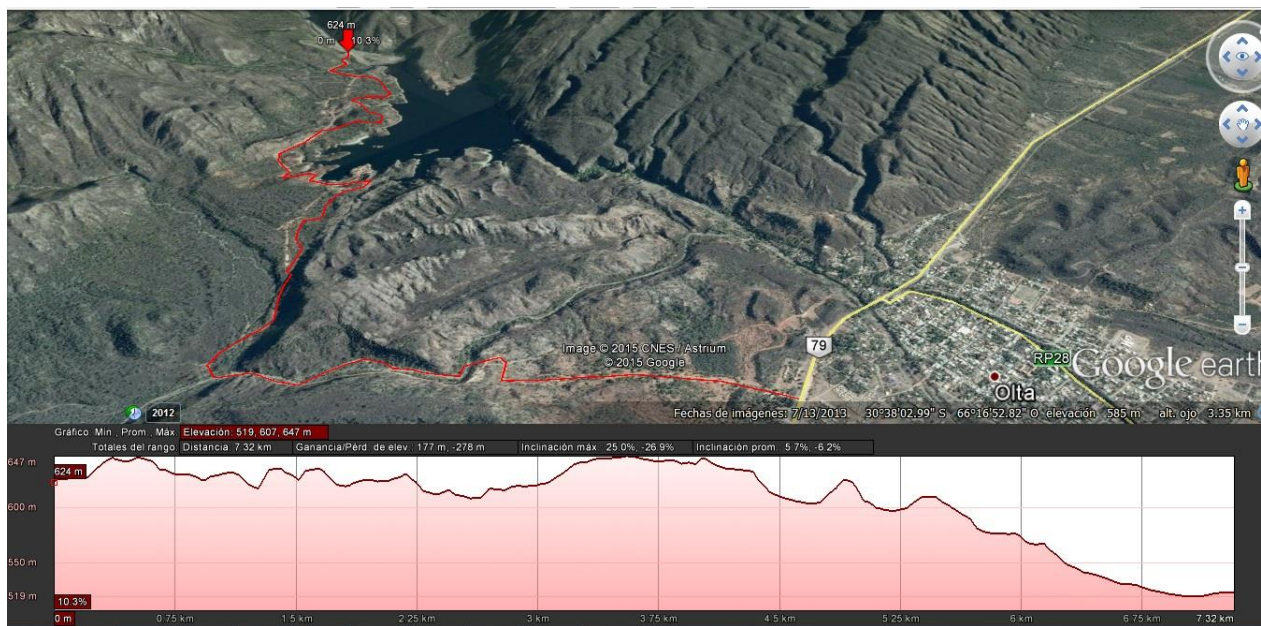 624 m
0 m 10.3%
Image © 2015 CNES / Astrium
© 2015 Google
79
RP28
Google earth
Olta
2012
Fechas de imágenes: 7/13/2013 30°38'02.99" S 66°16'52.82" O elevación 585 m alt. ojo 3.35 km
Gráfico Mín., Prom., Máx. Elevación: 519, 607, 647 m
Totales del rango Distancia: 7.32 km Ganancia/Pérd. de elev.: 177 m, -278 m Inclinación máx. 25.0%, -26.9% Inclinación prom. 5.7%, -6.2%
647 m
624 m
600 m
550 m
519 m
10.3%
0 m 0.75 km 1.5 km 2.25 km 3 km 3.75 km 4.5 km 5.25 km 6 km 6.75 km 7.32 km